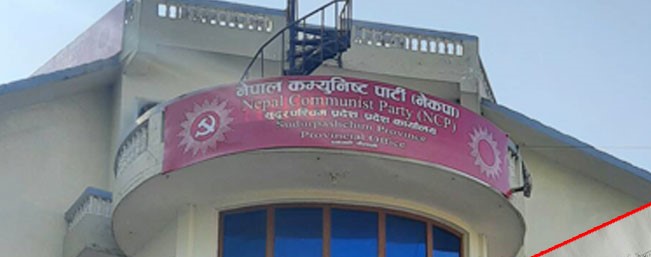 नेपाल कम्युनिष्ट पार्टी (नेकपा)
Nepal Communist Party (NCP)
सुदूरपश्चिम प्रदेश प्रदेश कार्यालय
Sudurpashchim Province
Provincial Office